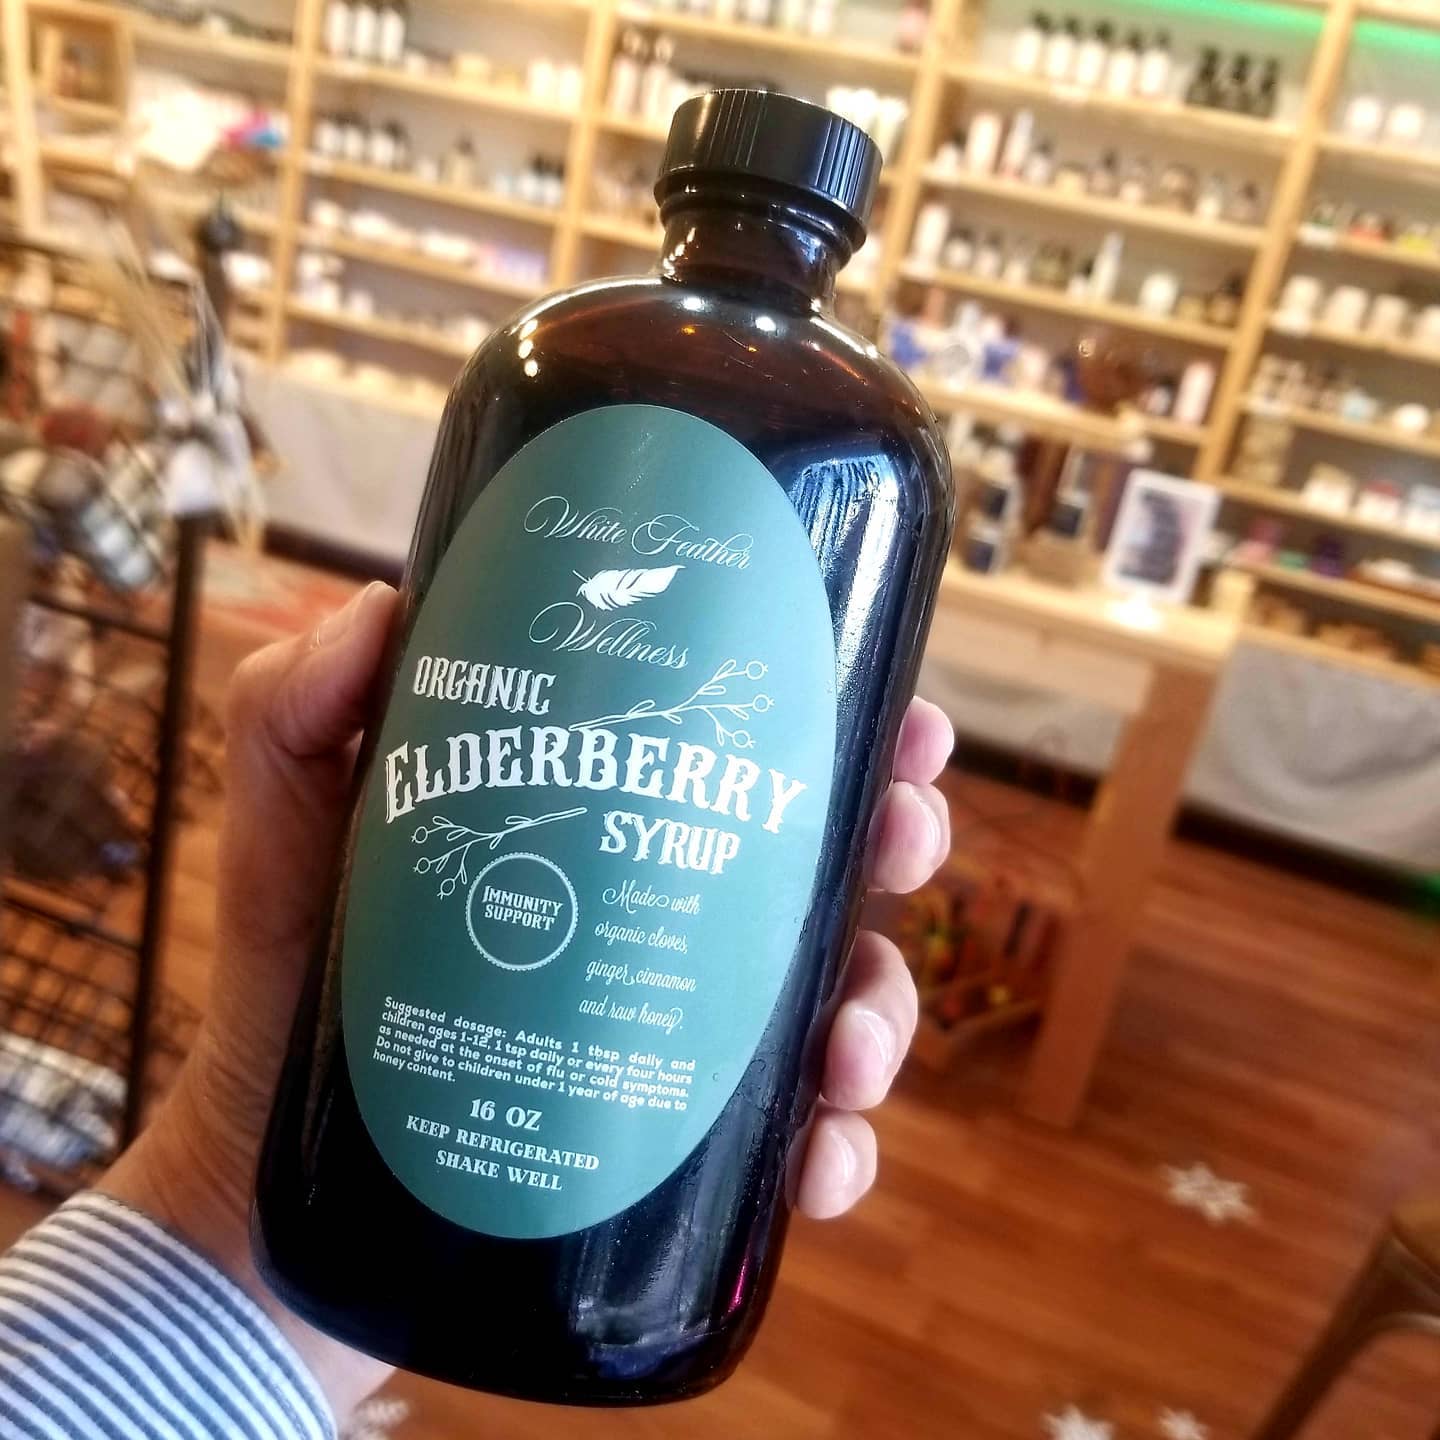 White Feather
Wellness
ORGANIC
ELDERBERRY
SYRUP
IMMUNITY
SUPPORT
Made with
organic cloves,
ginger, cinnamon
and raw honey.
Suggested dosage: Adults 1 tbsp daily and
children ages 1-12, 1 tsp daily or every four hours
as needed at the onset of flu or cold symptoms.
Do not give to children under 1 year of age due to
honey content.
16 OZ
KEEP REFRIGERATED
SHAKE WELL